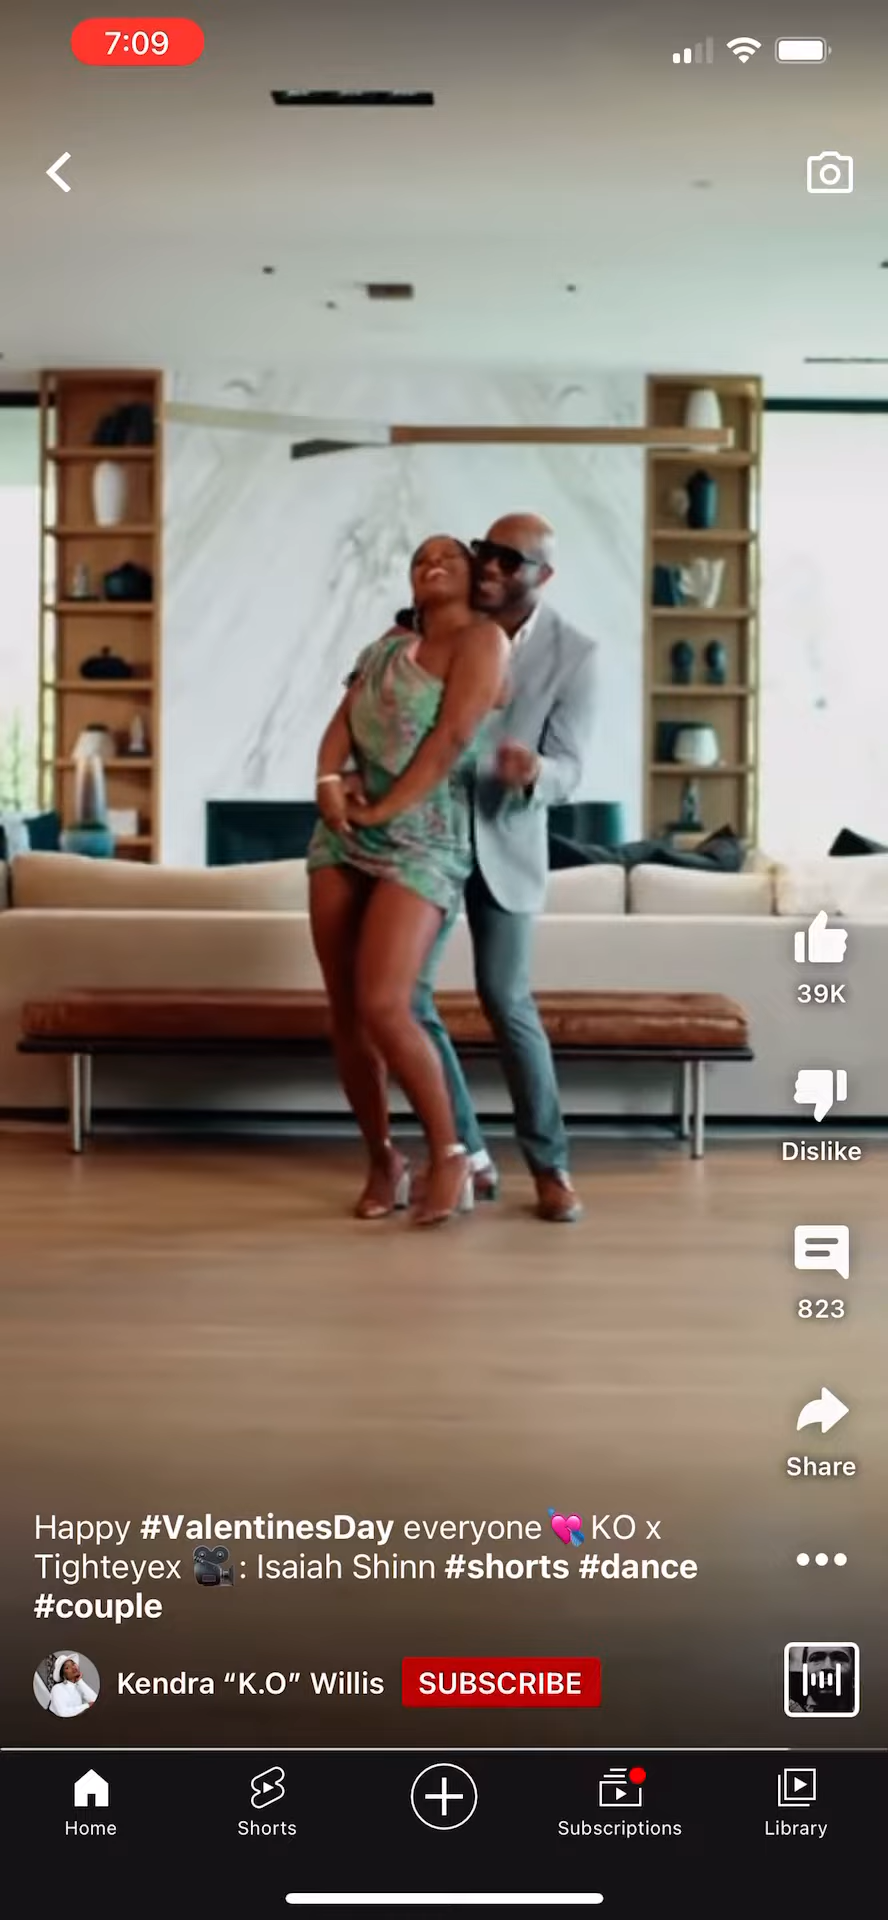 7:09
39K
Dislike
823
Share
Happy #ValentinesDay everyone💘KO x
Tighteyex 🎥: Isaiah Shinn #shorts #dance
#couple
Kendra “K.O” Willis SUBSCRIBE
Home Shorts Subscriptions Library